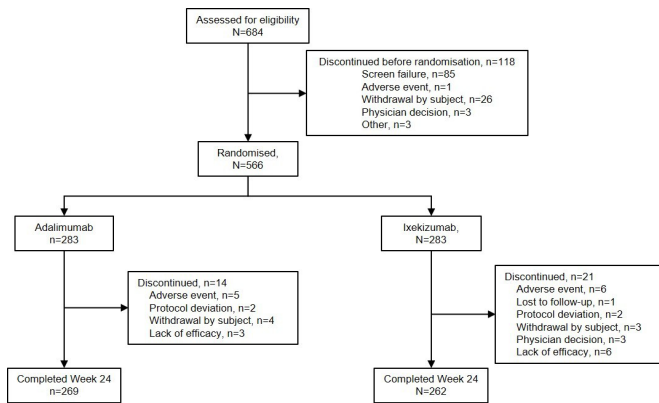 Assessed for eligibility
N=684
Discontinued before randomisation, n=118
Screen failure, n=85
Adverse event, n=1
Withdrawal by subject, n=26
Physician decision, n=3
Other, n=3
Randomised,
N=566
Adalimumab
n=283
Ixekizumab,
N=283
Discontinued, n=14
Adverse event, n=5
Protocol deviation, n=2
Withdrawal by subject, n=4
Lack of efficacy, n=3
Discontinued, n=21
Adverse event, n=6
Lost to follow-up, n=1
Protocol deviation, n=2
Withdrawal by subject, n=3
Physician decision, n=3
Lack of efficacy, n=6
Completed Week 24
n=269
Completed Week 24
N=262